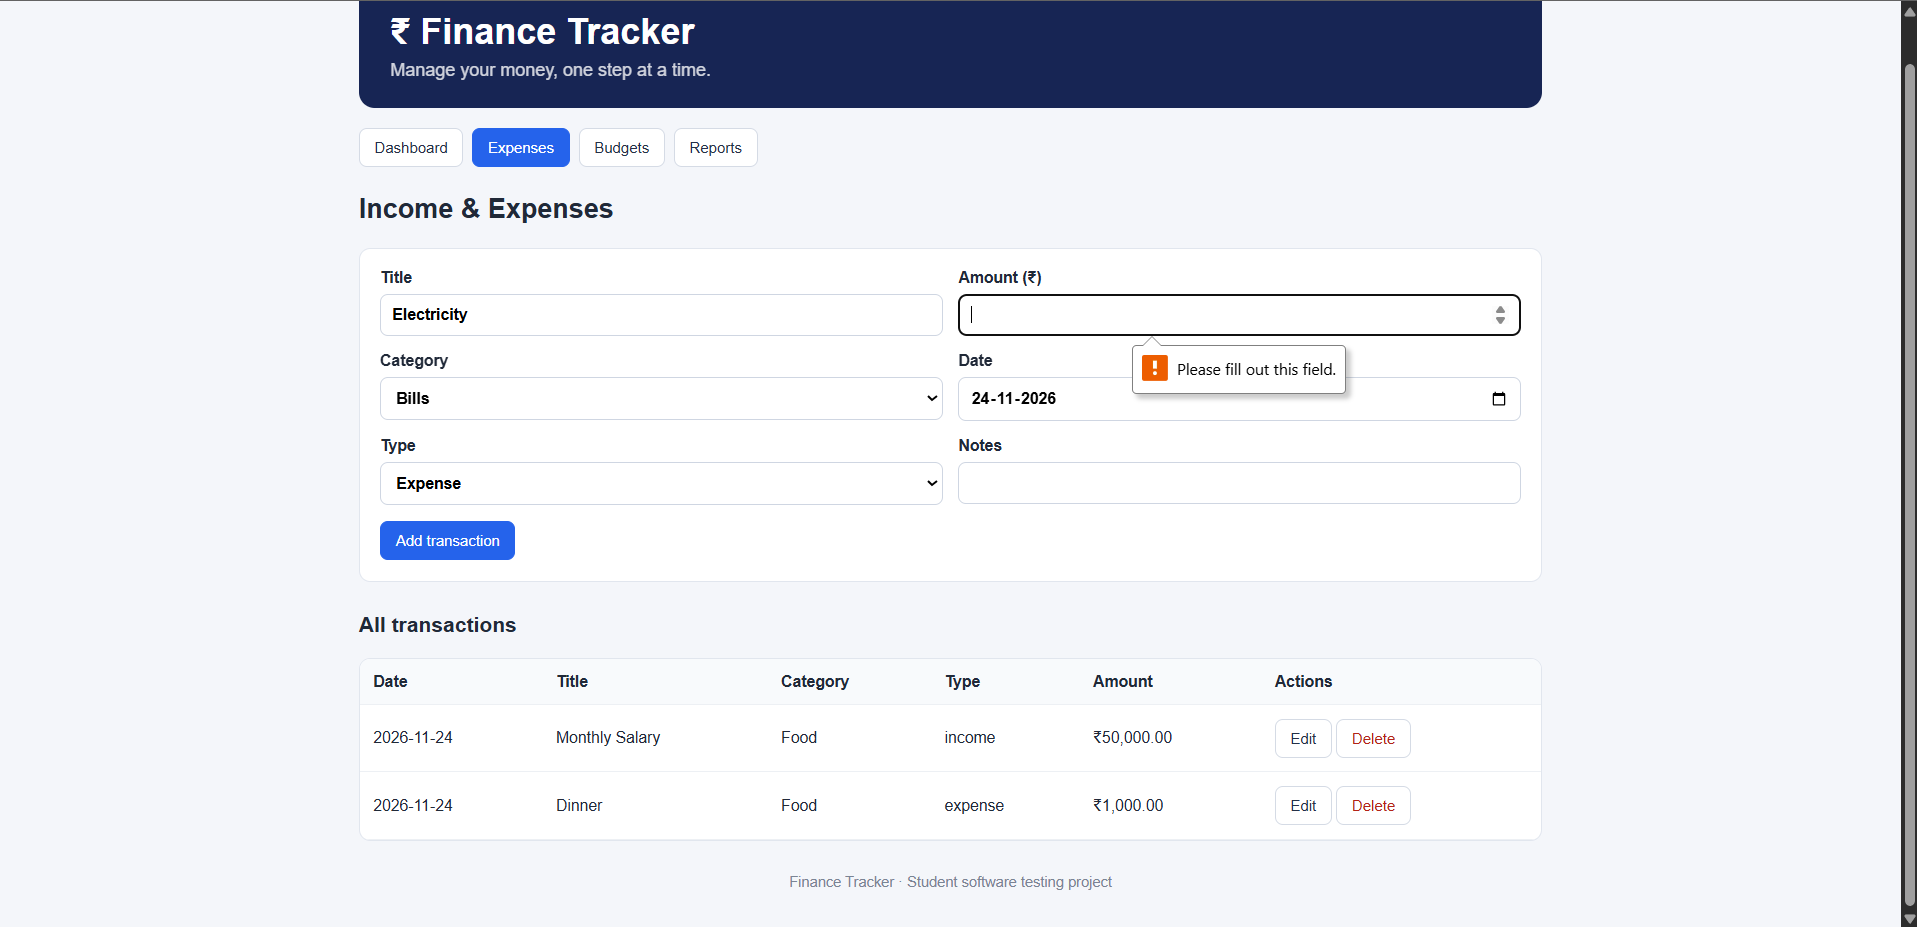 ₹ Finance Tracker
Manage your money, one step at a time.
Dashboard Expenses Budgets Reports
Income & Expenses
Title Amount (₹)
Electricity
Category Date
Please fill out this field.
Bills 24-11-2026
Type Notes
Expense
Add transaction
All transactions
Date Title Category Type Amount Actions
2026-11-24 Monthly Salary Food income ₹50,000.00 Edit Delete
2026-11-24 Dinner Food expense ₹1,000.00 Edit Delete
Finance Tracker · Student software testing project